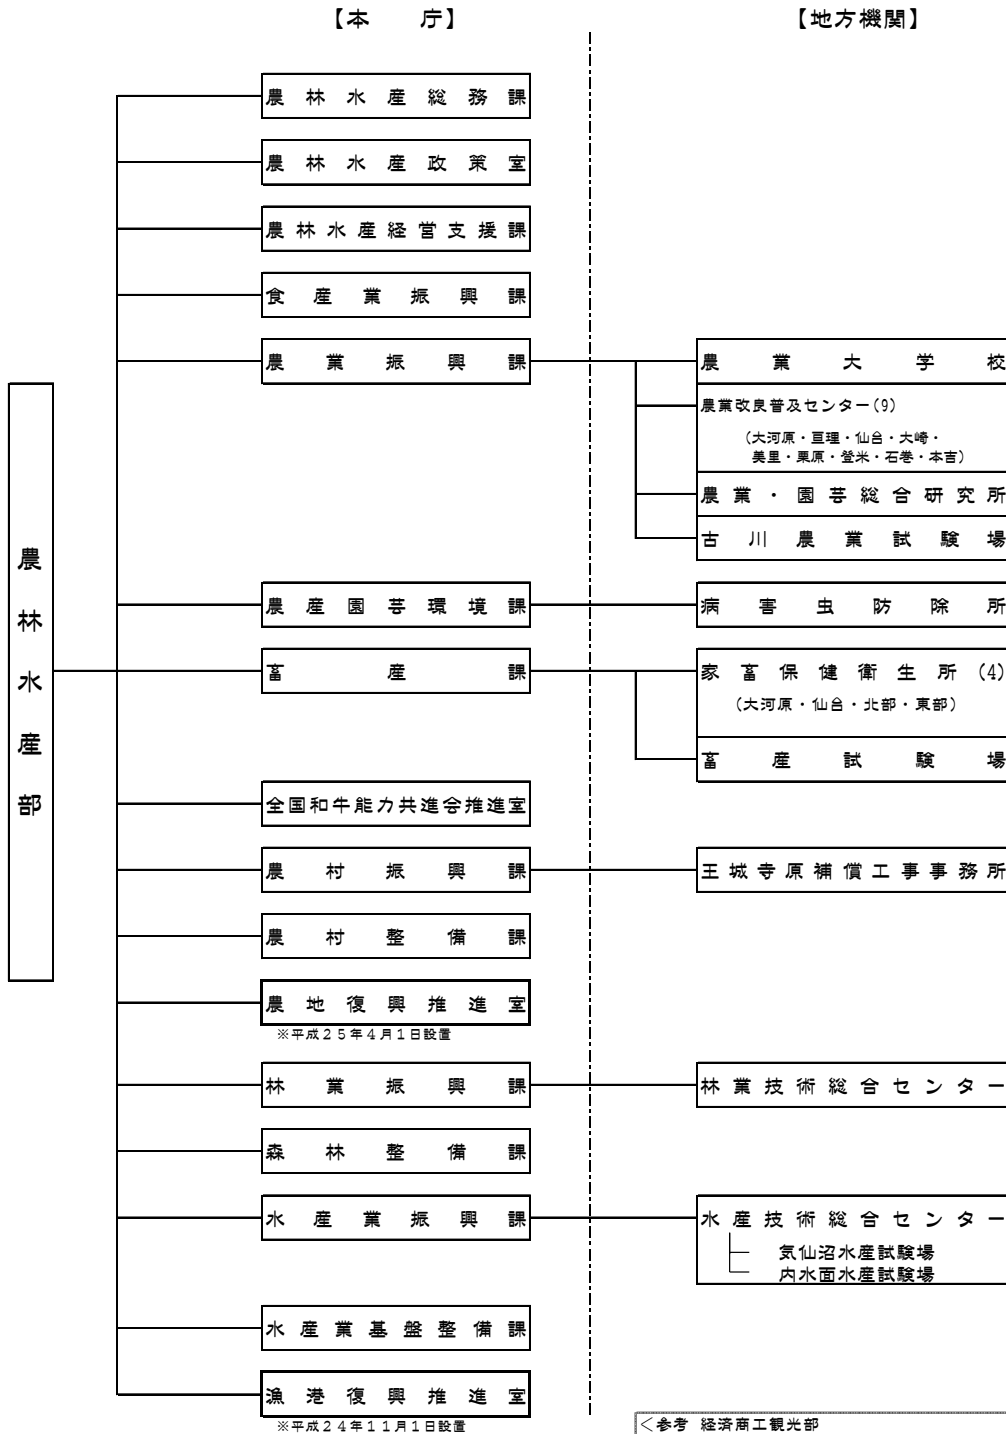 【本　庁】
【地方機関】
農林水産部
農林水産総務課
農林水産政策室
農林水産経営支援課
食産業振興課
農業振興課
農業大学校
農業改良普及センター(9)
(大河原・亘理・仙台・大崎・
美里・栗原・登米・石巻・本吉)
農業・園芸総合研究所
古川農業試験場
農産園芸環境課
病害虫防除所
畜産課
家畜保健衛生所(4)
(大河原・仙台・北部・東部)
畜産試験場
全国和牛能力共進会推進室
農村振興課
王城寺原補償工事事務所
農村整備課
農地復興推進室
※平成25年4月1日設置
林業振興課
林業技術総合センター
森林整備課
水産業振興課
水産技術総合センター
気仙沼水産試験場
内水面水産試験場
水産業基盤整備課
漁港復興推進室
※平成24年11月1日設置
＜参考 経済商工観光部